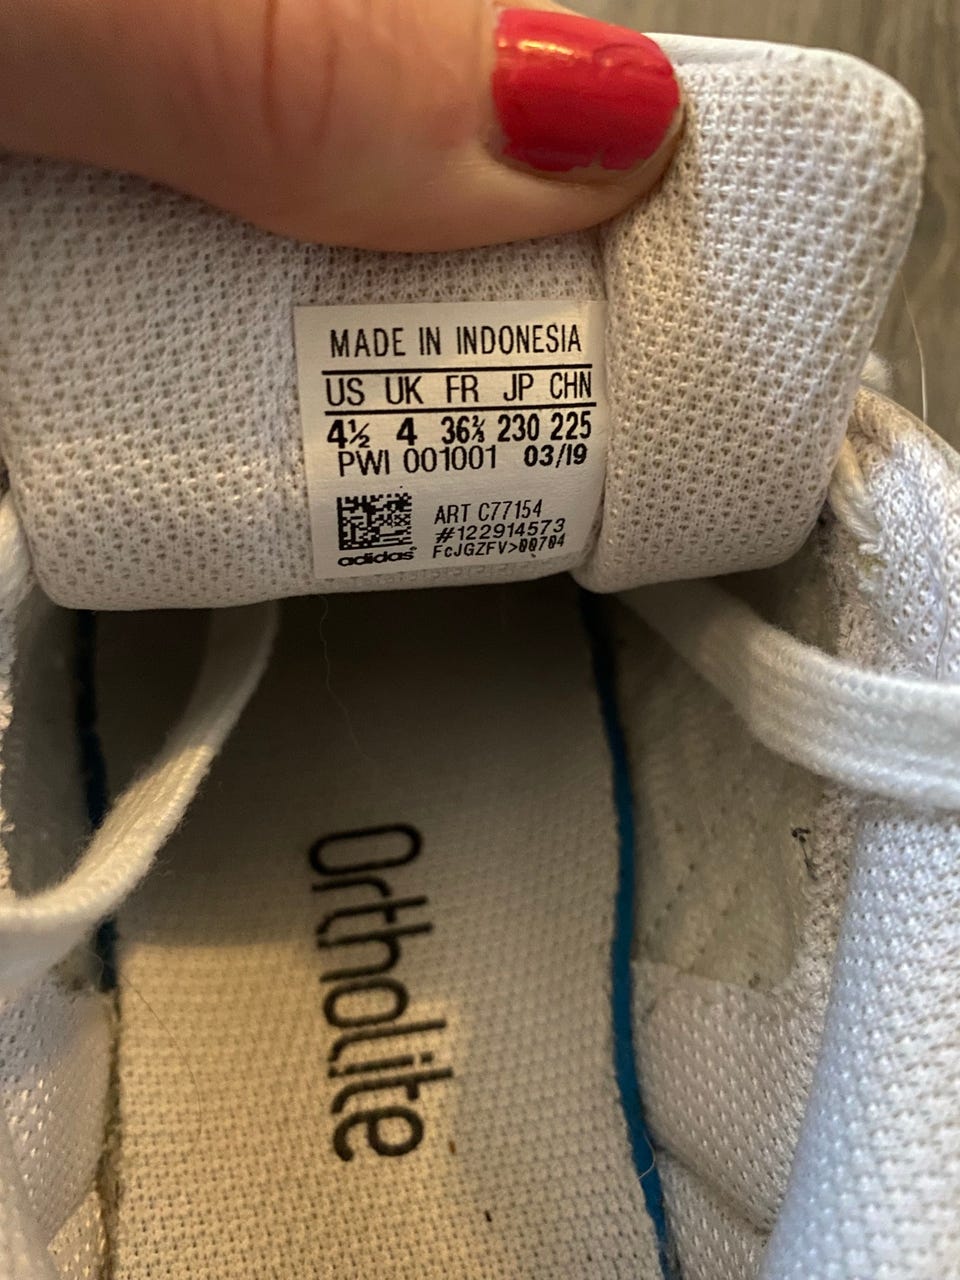 MADE IN INDONESIA
US UK FR JP CHN
4½ 4 36⅔ 230 225
PWI 001001 03/19
ART C77154
#122914573
FcJGZFV>00704
adidas
Ortholite